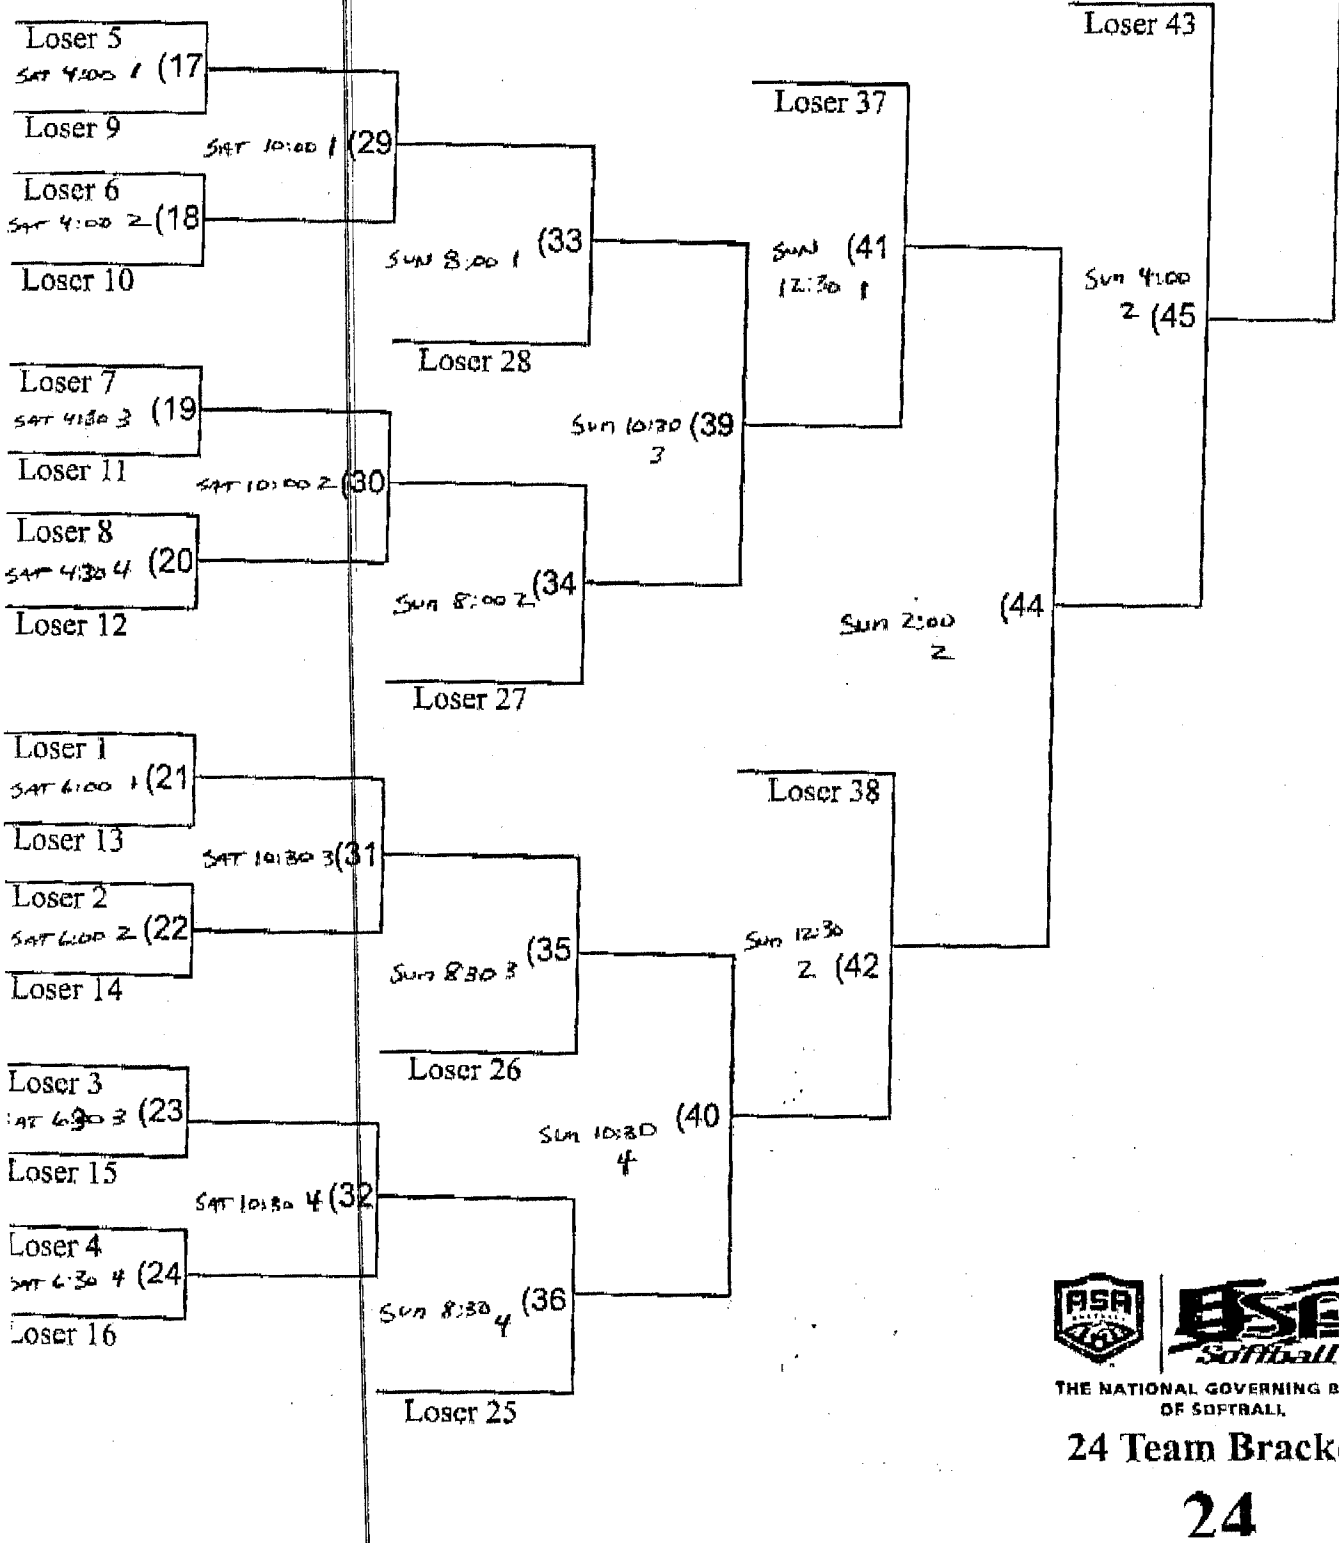 Loser 5
SAT 4:00 1 (17
Loser 9
SAT 10:00 1 (29
Loser 6
SAT 4:00 2 (18
Loser 10
SUN 8:00 1 (33
Loser 28
Loser 7
SAT 4:30 3 (19
Loser 11
SAT 10:00 2 (30
Loser 8
SAT 4:30 4 (20
Loser 12
Sun 8:00 2 (34
Loser 27
Sun 10:30 (39
3
Loser 37
SUN (41
12:30 1
Loser 43
Sun 4:00
2 (45
Sun 2:00 (44
2
Loser 1
SAT 6:00 1 (21
Loser 13
SAT 10:30 3 (31
Loser 2
SAT 6:00 2 (22
Loser 14
Sun 8:30 3 (35
Loser 26
Loser 3
AT 6:30 3 (23
Loser 15
SAT 10:30 4 (32
Loser 4
SAT 6:30 4 (24
Loser 16
Sun 8:30 4 (36
Loser 25
Sun 10:30 (40
4
Loser 38
Sun 12:30
2 (42
ASA
Softball
THE NATIONAL GOVERNING B
OF SOFTBALL
24 Team Brack
24